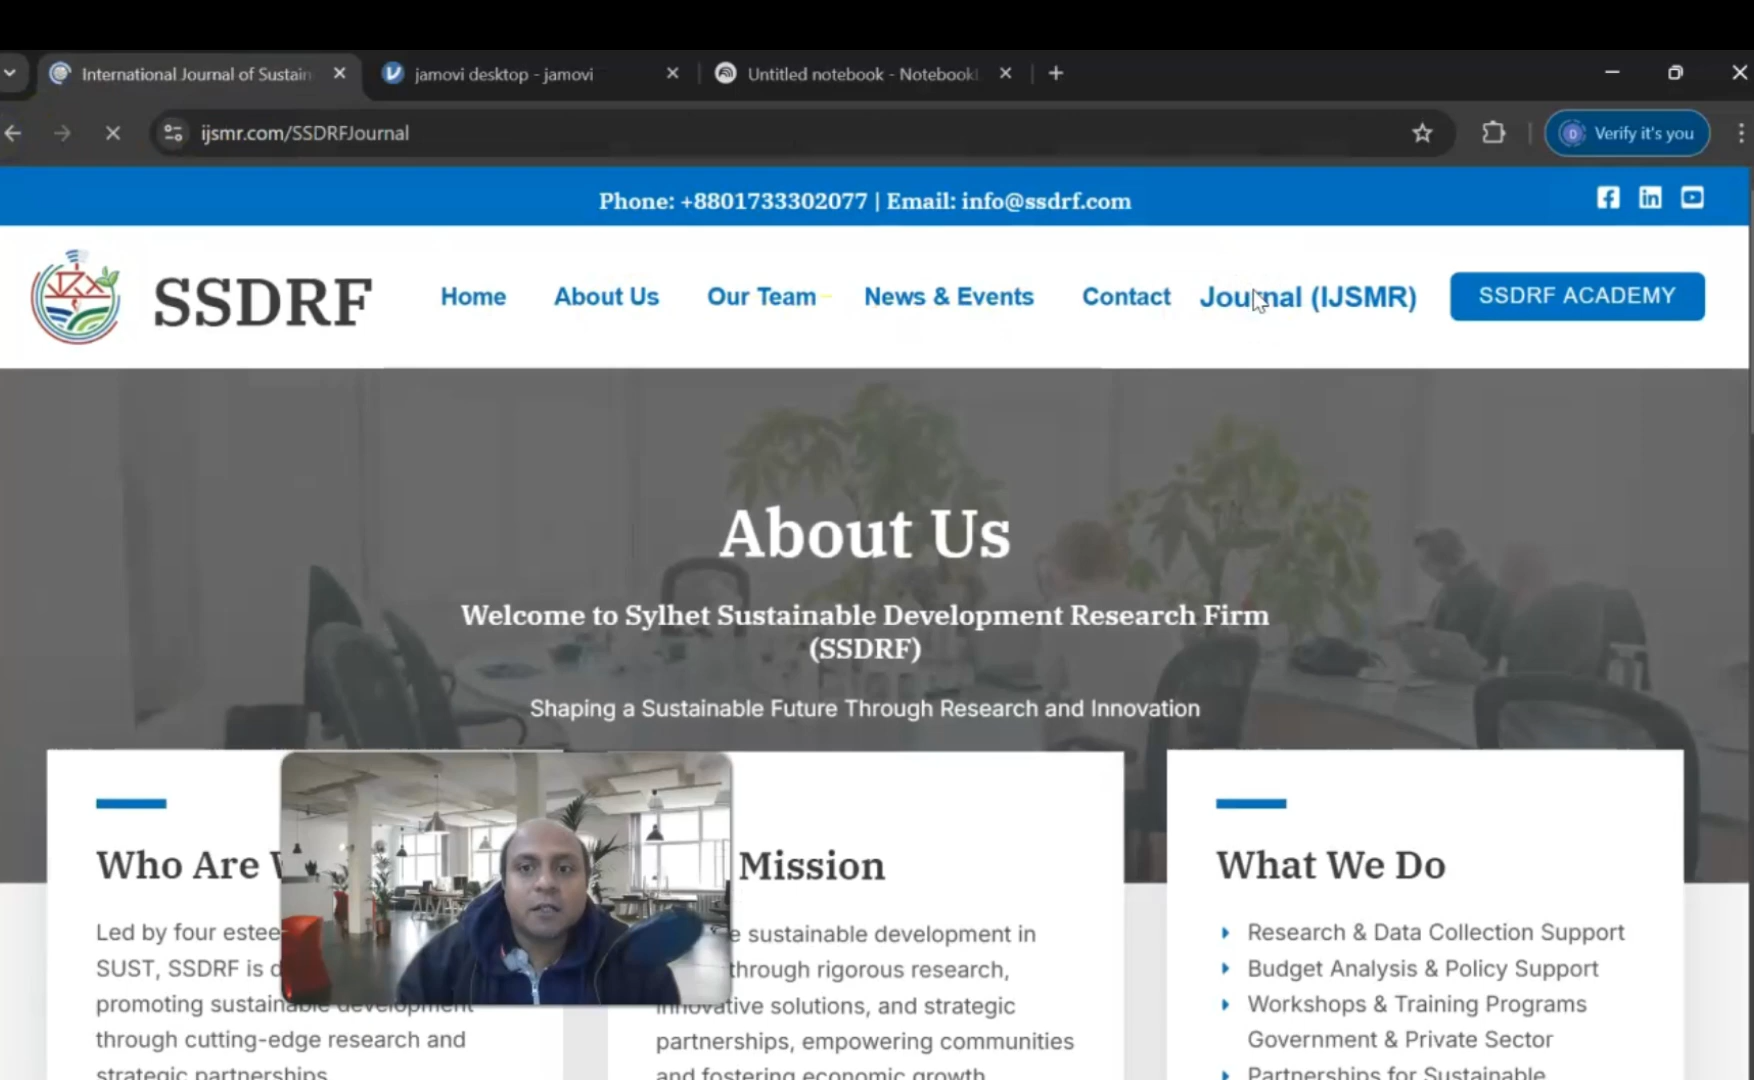 International Journal of Sustain
jamovi desktop - jamovi
Untitled notebook - Notebook
ijsmr.com/SSDRFJournal
Verify it's you
Phone: +8801733302077 | Email: info@ssdrf.com
SSDRF
Home
About Us
Our Team
News & Events
Contact
Journal (IJSMR)
SSDRF ACADEMY
About Us
Welcome to Sylhet Sustainable Development Research Firm
(SSDRF)
Shaping a Sustainable Future Through Research and Innovation
Who Are
Led by four
SUST, SSDRF is
promoting sustainable development
through cutting-edge research and
strategic partnerships
Mission
sustainable development in
through rigorous research,
innovative solutions, and strategic
partnerships, empowering communities
and fostering economic growth
What We Do
Research & Data Collection Support
Budget Analysis & Policy Support
Workshops & Training Programs
Government & Private Sector
Partnerships for Sustainable